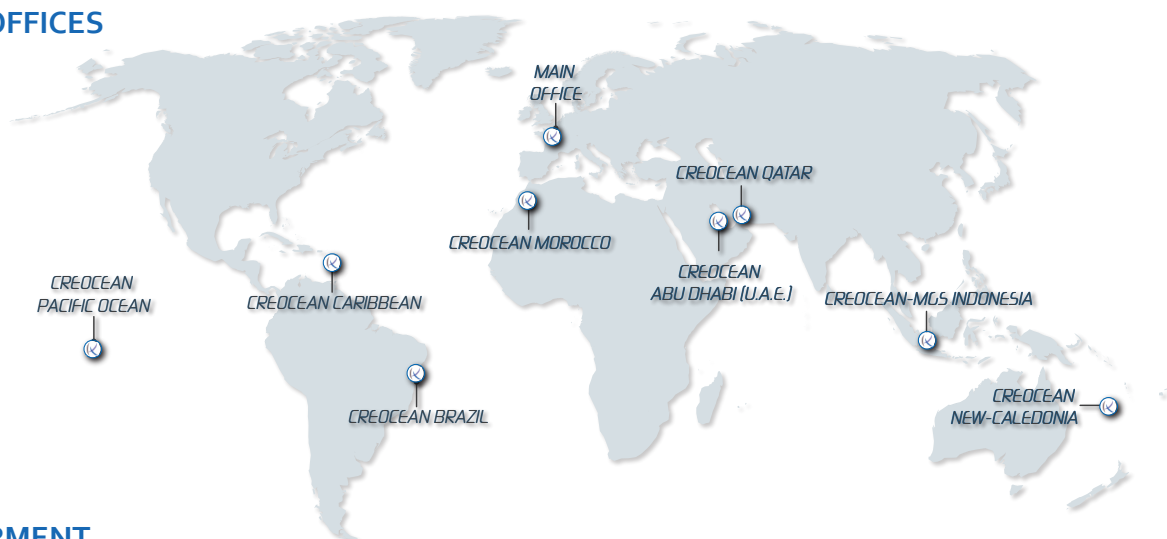 OFFICES
MAIN
OFFICE
CREOCEAN QATAR
CREOCEAN MOROCCO
CREOCEAN
ABU DHABI (U.A.E.)
CREOCEAN
PACIFIC OCEAN
CREOCEAN CARIBBEAN
CREOCEAN-MGS INDONESIA
CREOCEAN BRAZIL
CREOCEAN
NEW-CALEDONIA